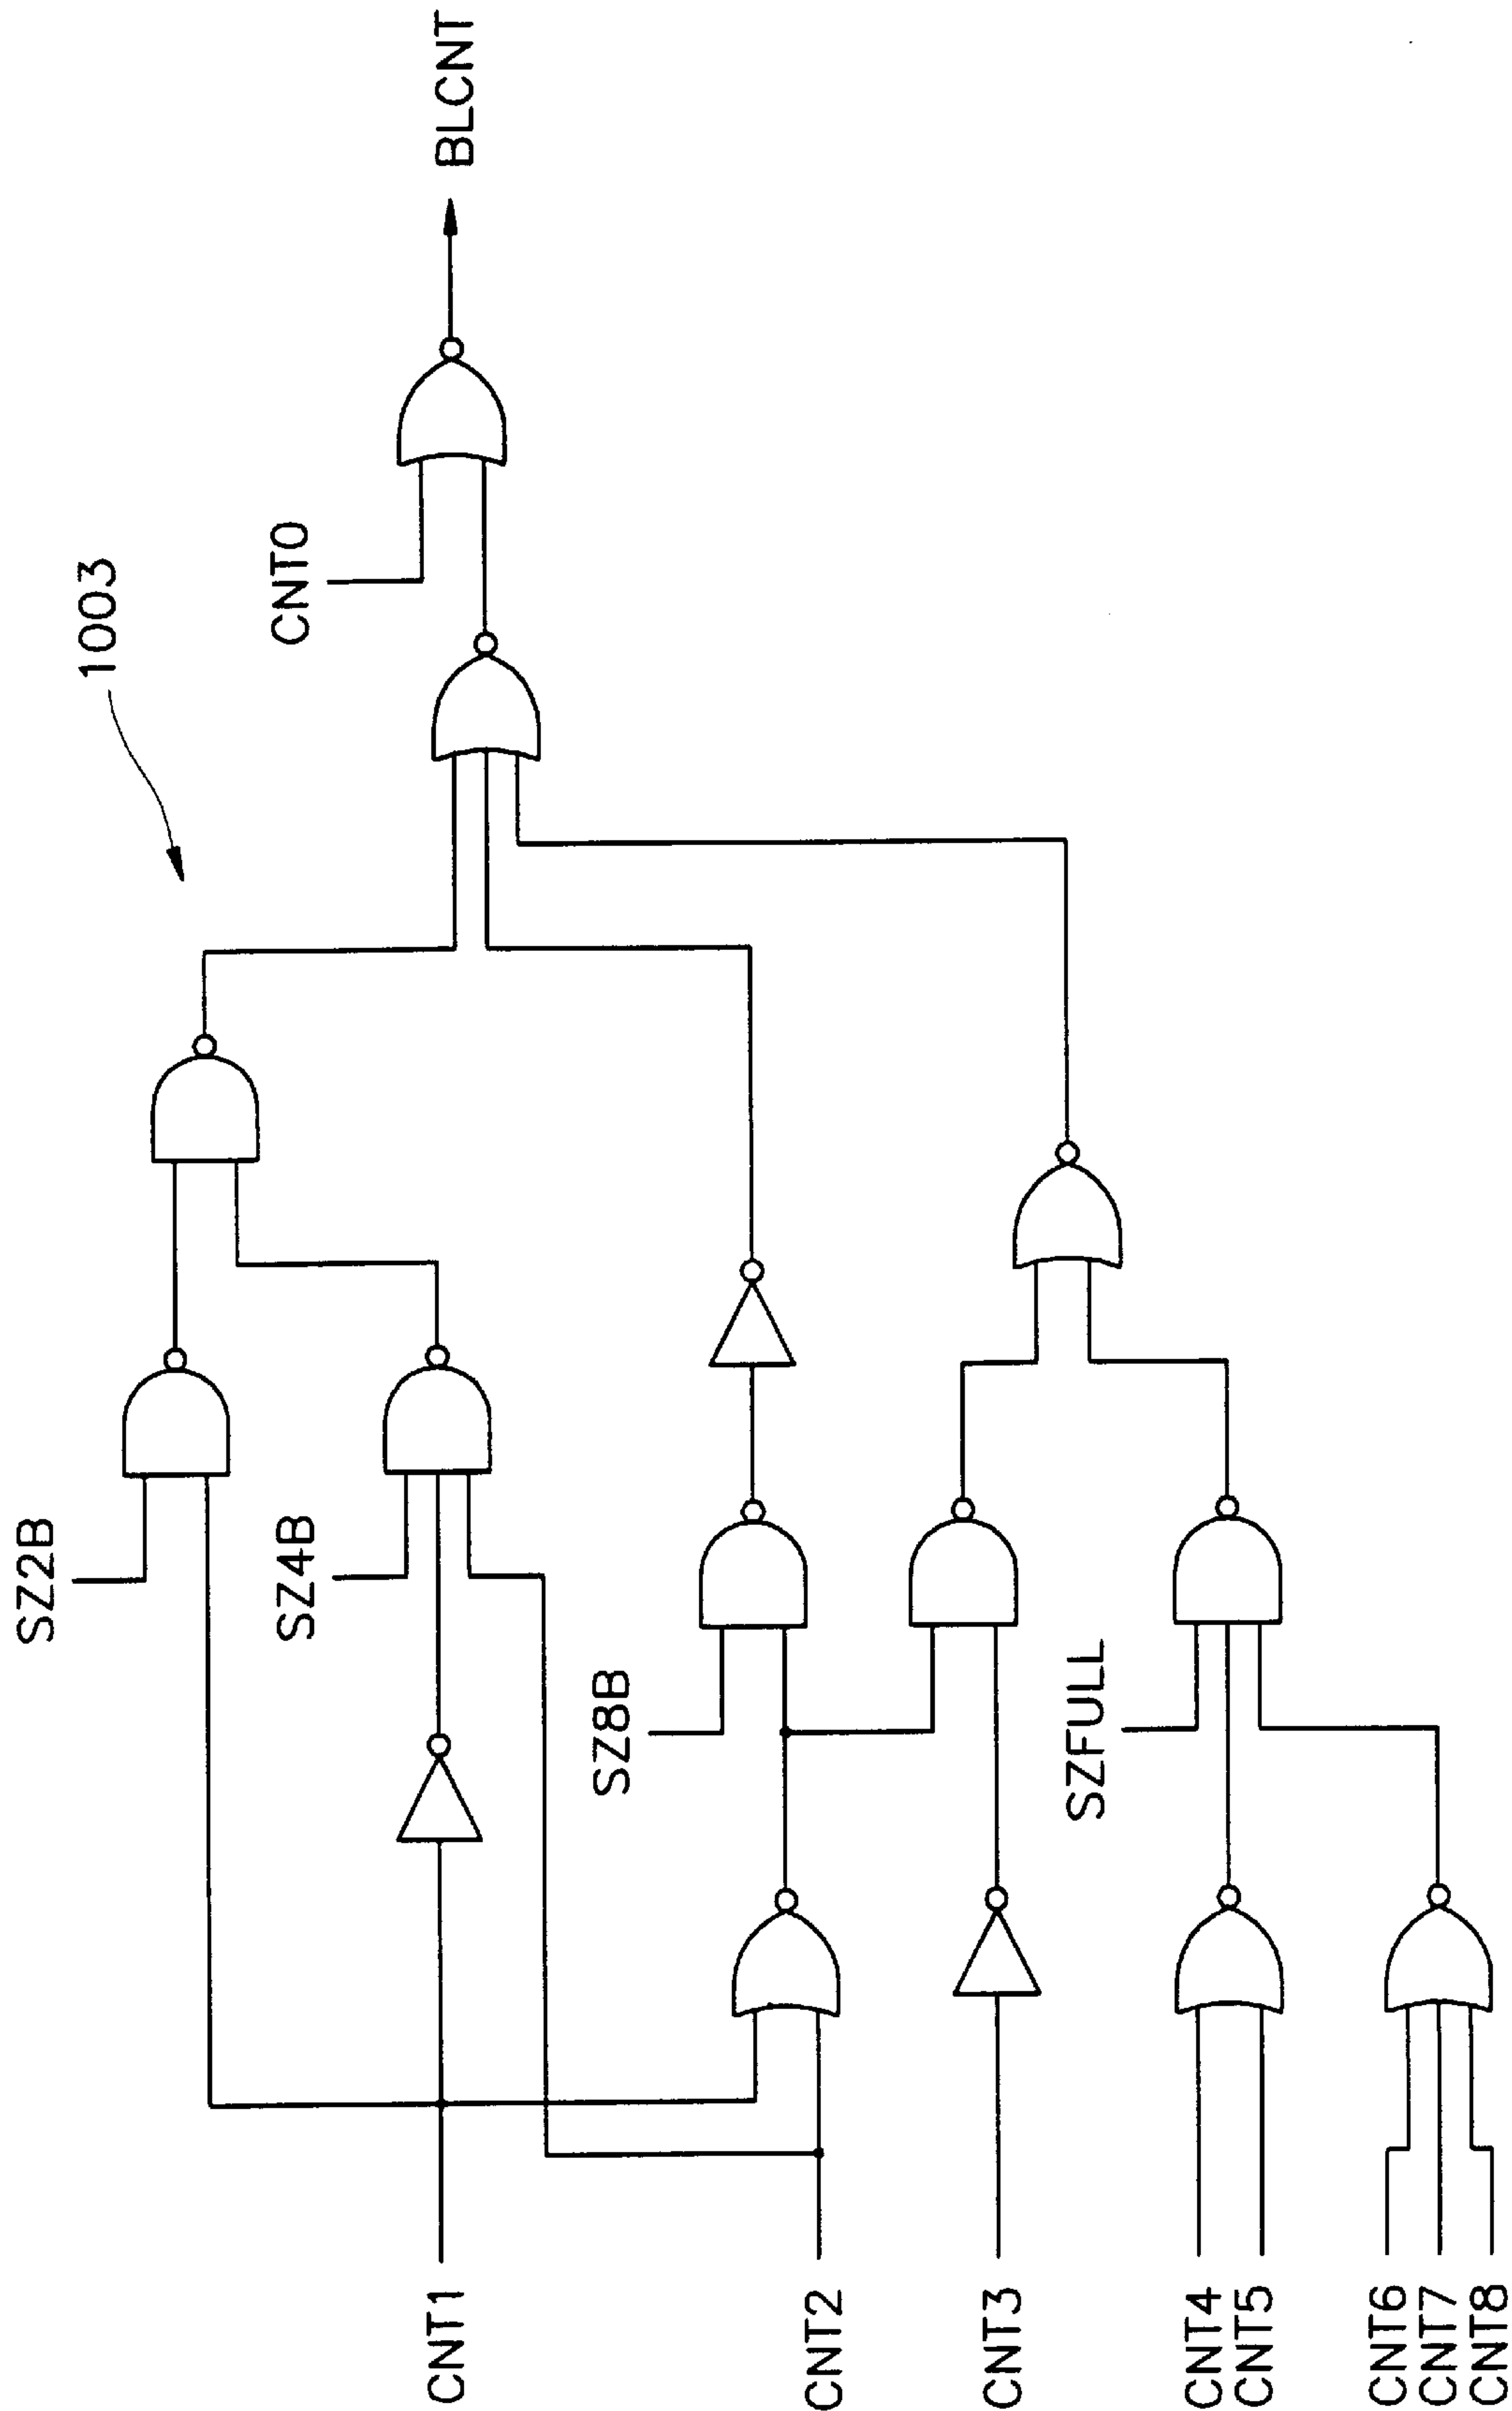 1003
SZ2B
SZ4B
SZ8B
SZFULL
CNT0
BLCNT
CNT1
CNT2
CNT3
CNT4
CNT5
CNT6
CNT7
CNT8